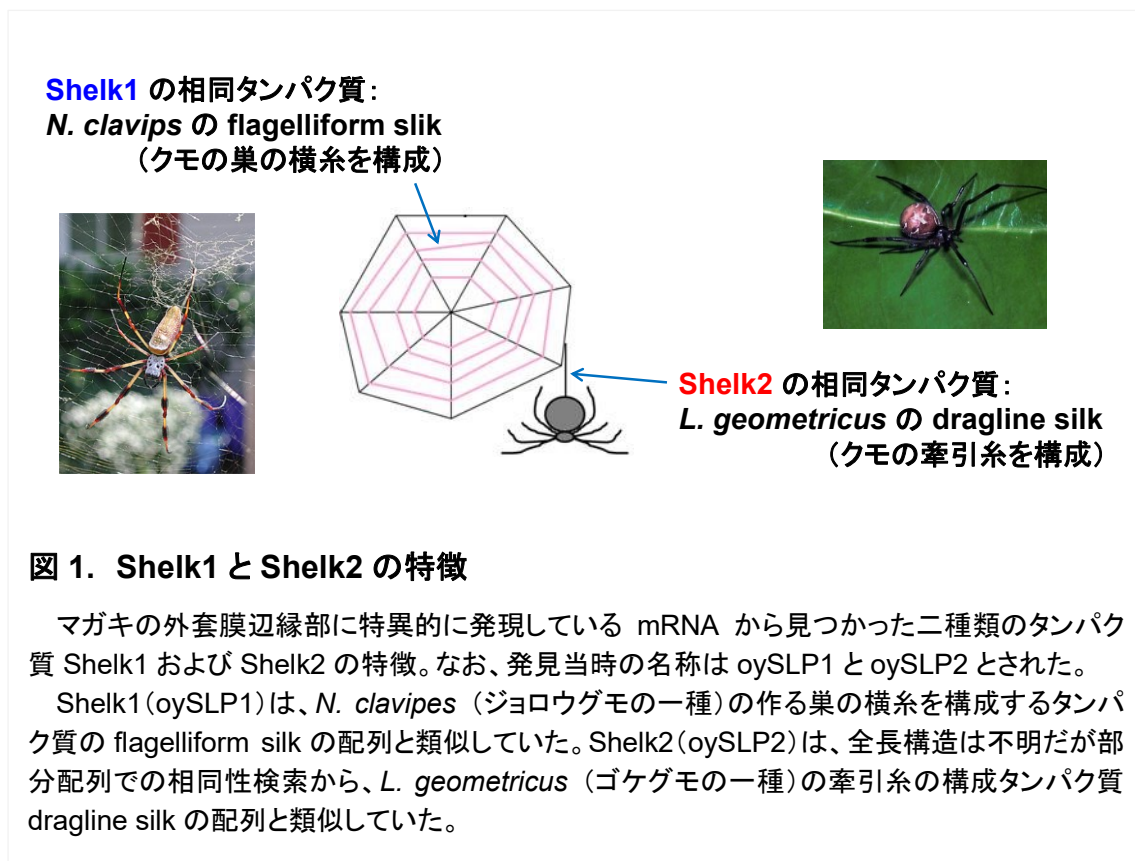 Shelk1 の相同タンパク質：
N. clavips の flagelliform slik
（クモの巣の横糸を構成）
Shelk2 の相同タンパク質：
L. geometricus の dragline silk
（クモの牽引糸を構成）
図 1. Shelk1 と Shelk2 の特徴
マガキの外套膜辺縁部に特異的に発現している mRNA から見つかった二種類のタンパク
質 Shelk1 および Shelk2 の特徴。なお、発見当時の名称は oySLP1 と oySLP2 とされた。
Shelk1（oySLP1）は、N. clavipes （ジョロウグモの一種）の作る巣の横糸を構成するタンパ
ク質の flagelliform silk の配列と類似していた。Shelk2（oySLP2）は、全長構造は不明だが部
分配列での相同性検索から、L. geometricus （ゴケグモの一種）の牽引糸の構成タンパク質
dragline silk の配列と類似していた。